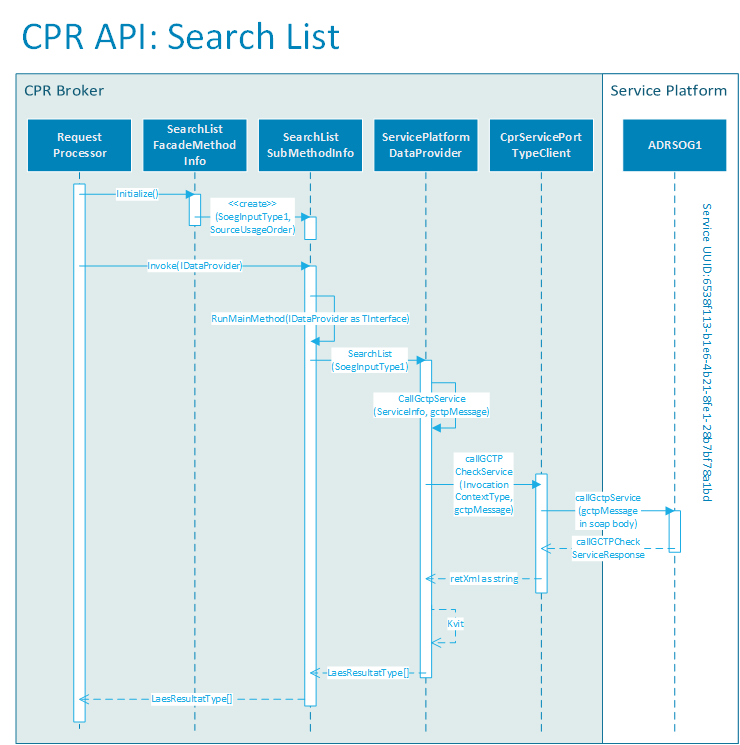 CPR API: Search List
CPR Broker
Service Platform
Request
Processor
SearchList
FacadeMethod
Info
SearchList
SubMethodInfo
ServicePlatform
DataProvider
CprServicePort
TypeClient
ADRSOG1
Initialize()
<<create>>
(SoegInputType1,
SourceUsageOrder)
Invoke(IDataProvider)
RunMainMethod(IDataProvider as TInterface)
SearchList
(SoegInputType1)
CallGctpService
(ServiceInfo, gctpMessage)
callGCTP
CheckService
(Invocation
ContextType,
gctpMessage)
callGctpService
(gctpMessage
in soap body)
callGCTPCheck
ServiceResponse
retXml as string
Kvit
LaesResultatType[]
LaesResultatType[]
Service UUID:6538f113-b1e6-4b21-8fe1-28b7bf78a1bd